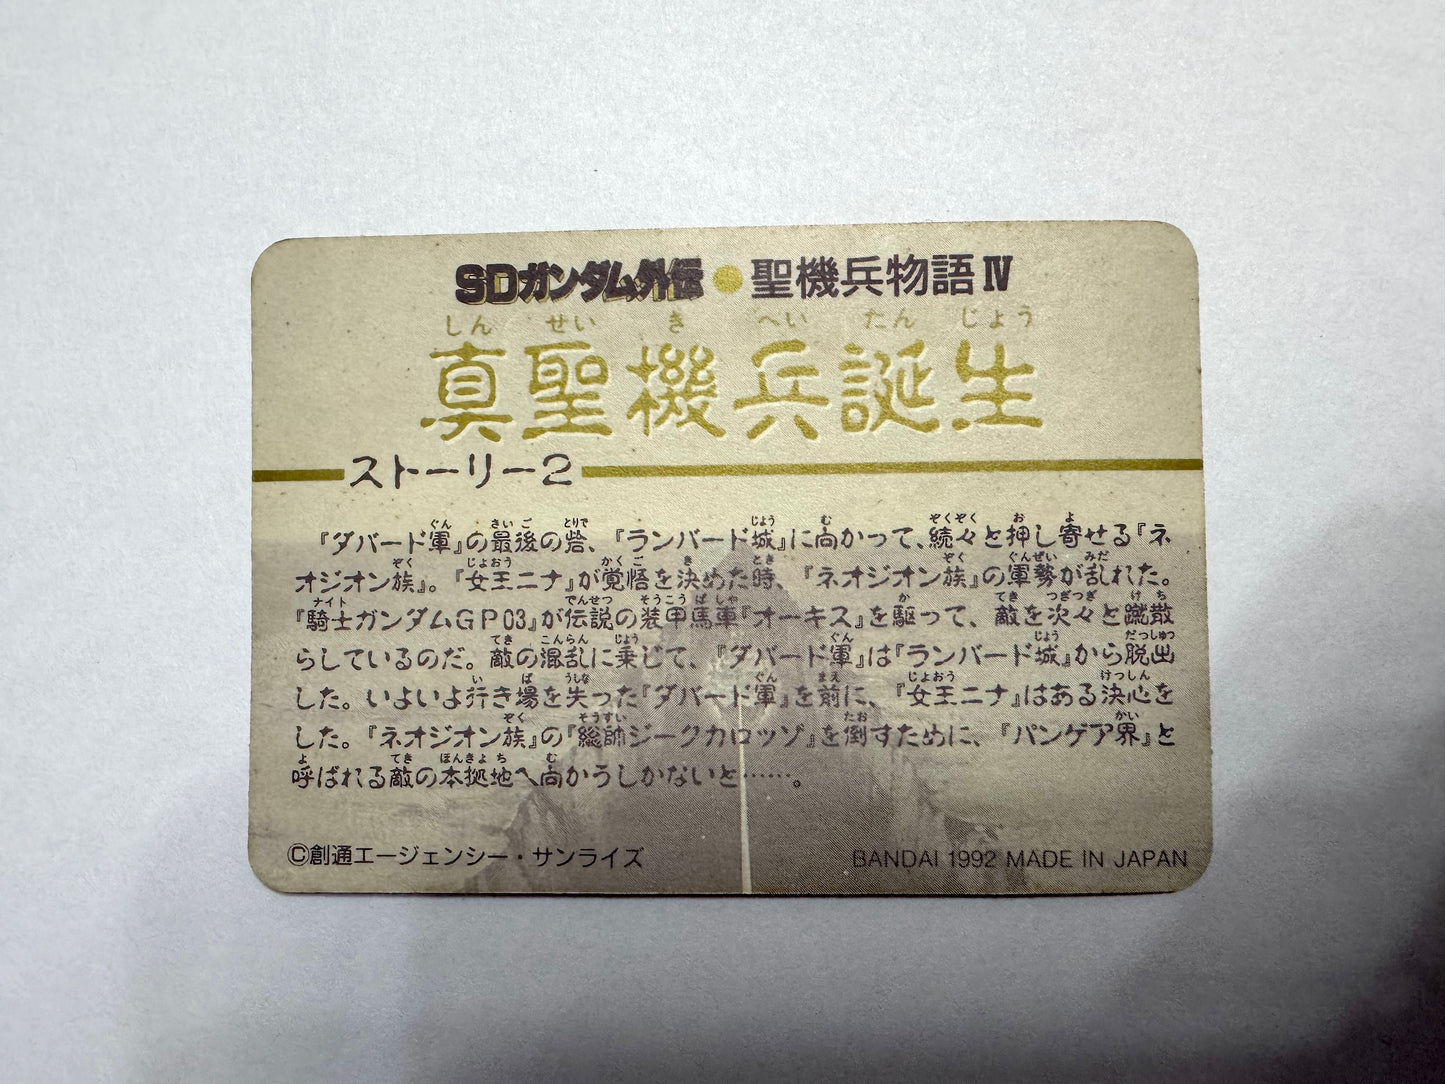 SDガンダム外伝●聖機兵物語Ⅳ
しんせいきへいたんじょう
真聖機兵誕生
ストーリー2
『ダバード軍』の最後の砦、『ランバード城』に向かって、続々と押し寄せる『ネ
オジオン族』。『女王ニナ』が覚悟を決めた時、『ネオジオン族』の軍勢が乱れた。
『騎士ガンダムGP03』が伝説の装甲馬車『オーキス』を駆って、敵を次々と蹴散
らしているのだ。敵の混乱に乗じて、『ダバード軍』は『ランバード城』から脱出
した。いよいよ行き場を失った『ダバード軍』を前に、『女王ニナ』はある決心を
した。『ネオジオン族』の『総帥ジークカロッゾ』を倒すために、『パンゲア界』と
呼ばれる敵の本拠地へ向かうしかないと……。
©創通エージェンシー・サンライズ
BANDAI 1992 MADE IN JAPAN